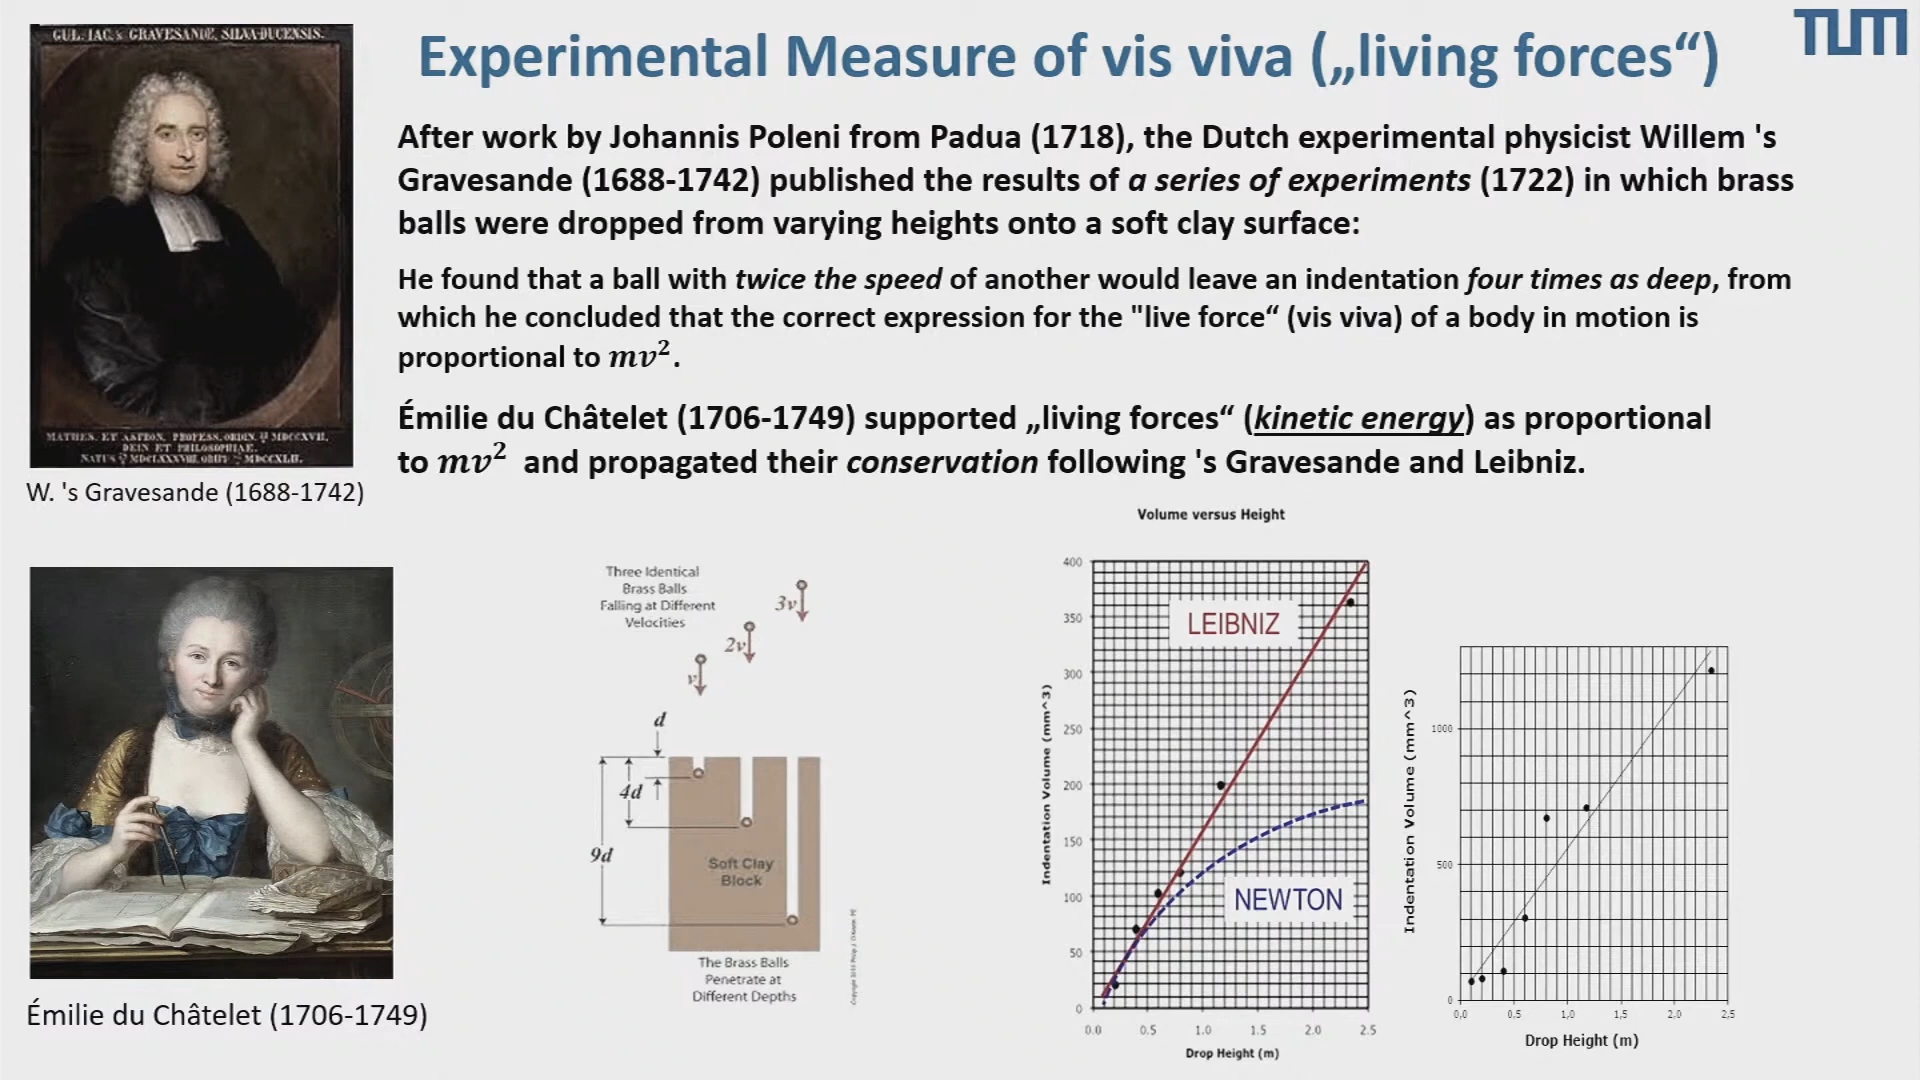 GUL. IAC. s GRAVESANDE, SILVA-DUCENSIS.
TUM
Experimental Measure of vis viva („living forces“)
After work by Johannis Poleni from Padua (1718), the Dutch experimental physicist Willem 's
Gravesande (1688-1742) published the results of a series of experiments (1722) in which brass
balls were dropped from varying heights onto a soft clay surface:
He found that a ball with twice the speed of another would leave an indentation four times as deep, from
which he concluded that the correct expression for the "live force“ (vis viva) of a body in motion is
proportional to mv².
Émilie du Châtelet (1706-1749) supported „living forces“ (kinetic energy) as proportional
to mv² and propagated their conservation following 's Gravesande and Leibniz.
MATHES. ET ASTRON. PROFESS. ORDIN. MDCCXVII.
DEIN ET PHILOSOPHIAE.
NATUS MDCLXXXVIII. OBIIT MDCCXLII.
W. 's Gravesande (1688-1742)
Émilie du Châtelet (1706-1749)
Three Identical
Brass Balls
Falling at Different
Velocities
3v
2v
v
d
4d
9d
Soft Clay
Block
The Brass Balls
Penetrate at
Different Depths
Volume versus Height
Indentation Volume (mm^3)
400
350
300
250
200
150
100
50
0
LEIBNIZ
NEWTON
0.0 0.5 1.0 1.5 2.0 2.5
Drop Height (m)
Indentation Volume (mm^3)
1000
500
0
0,0 0,5 1,0 1,5 2,0 2,5
Drop Height (m)